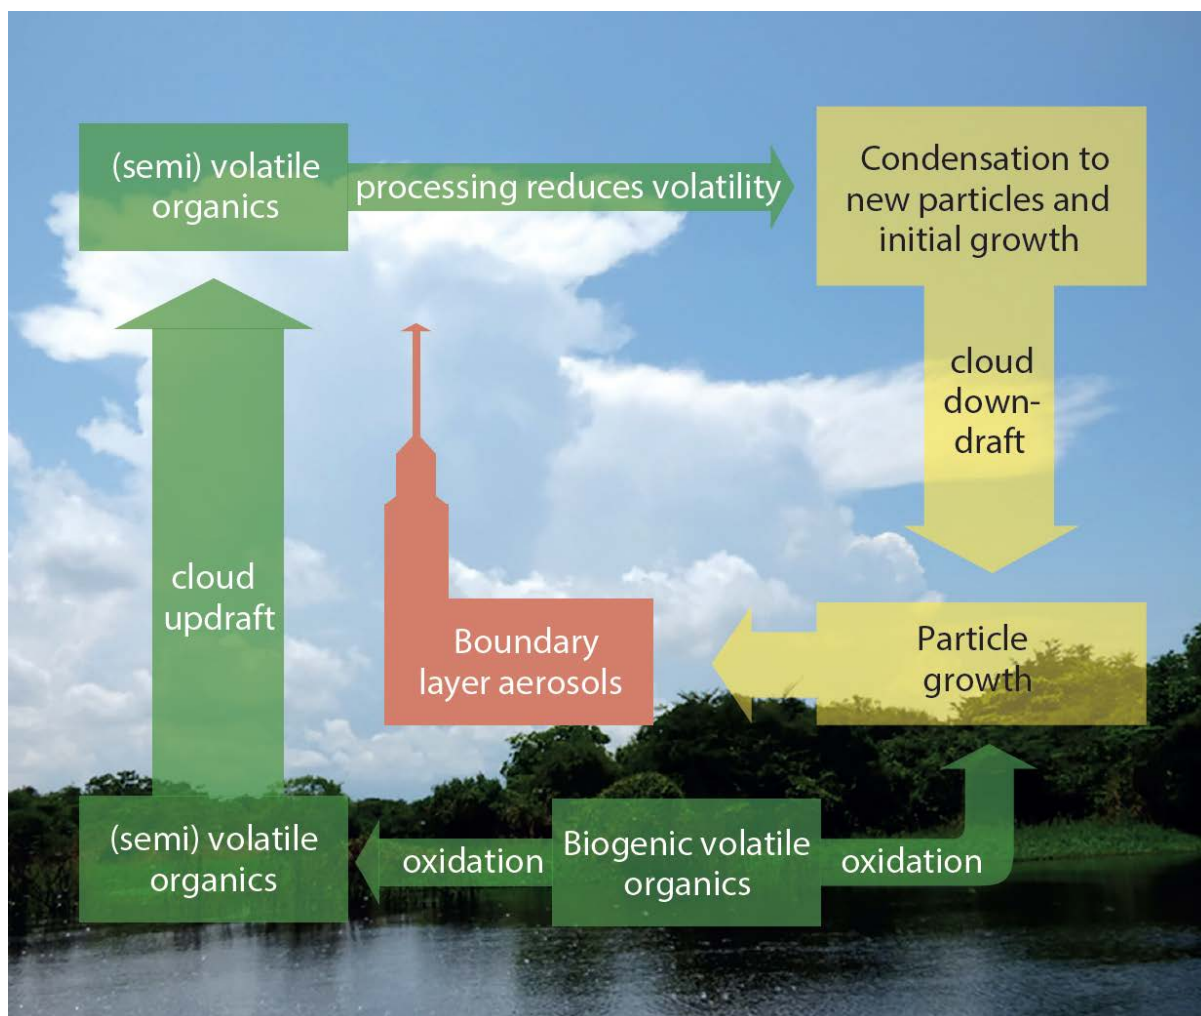 (semi) volatile
organics
processing reduces volatility
Condensation to
new particles and
initial growth
cloud
down-
draft
cloud
updraft
Boundary
layer aerosols
Particle
growth
(semi) volatile
organics
oxidation
Biogenic volatile
organics
oxidation